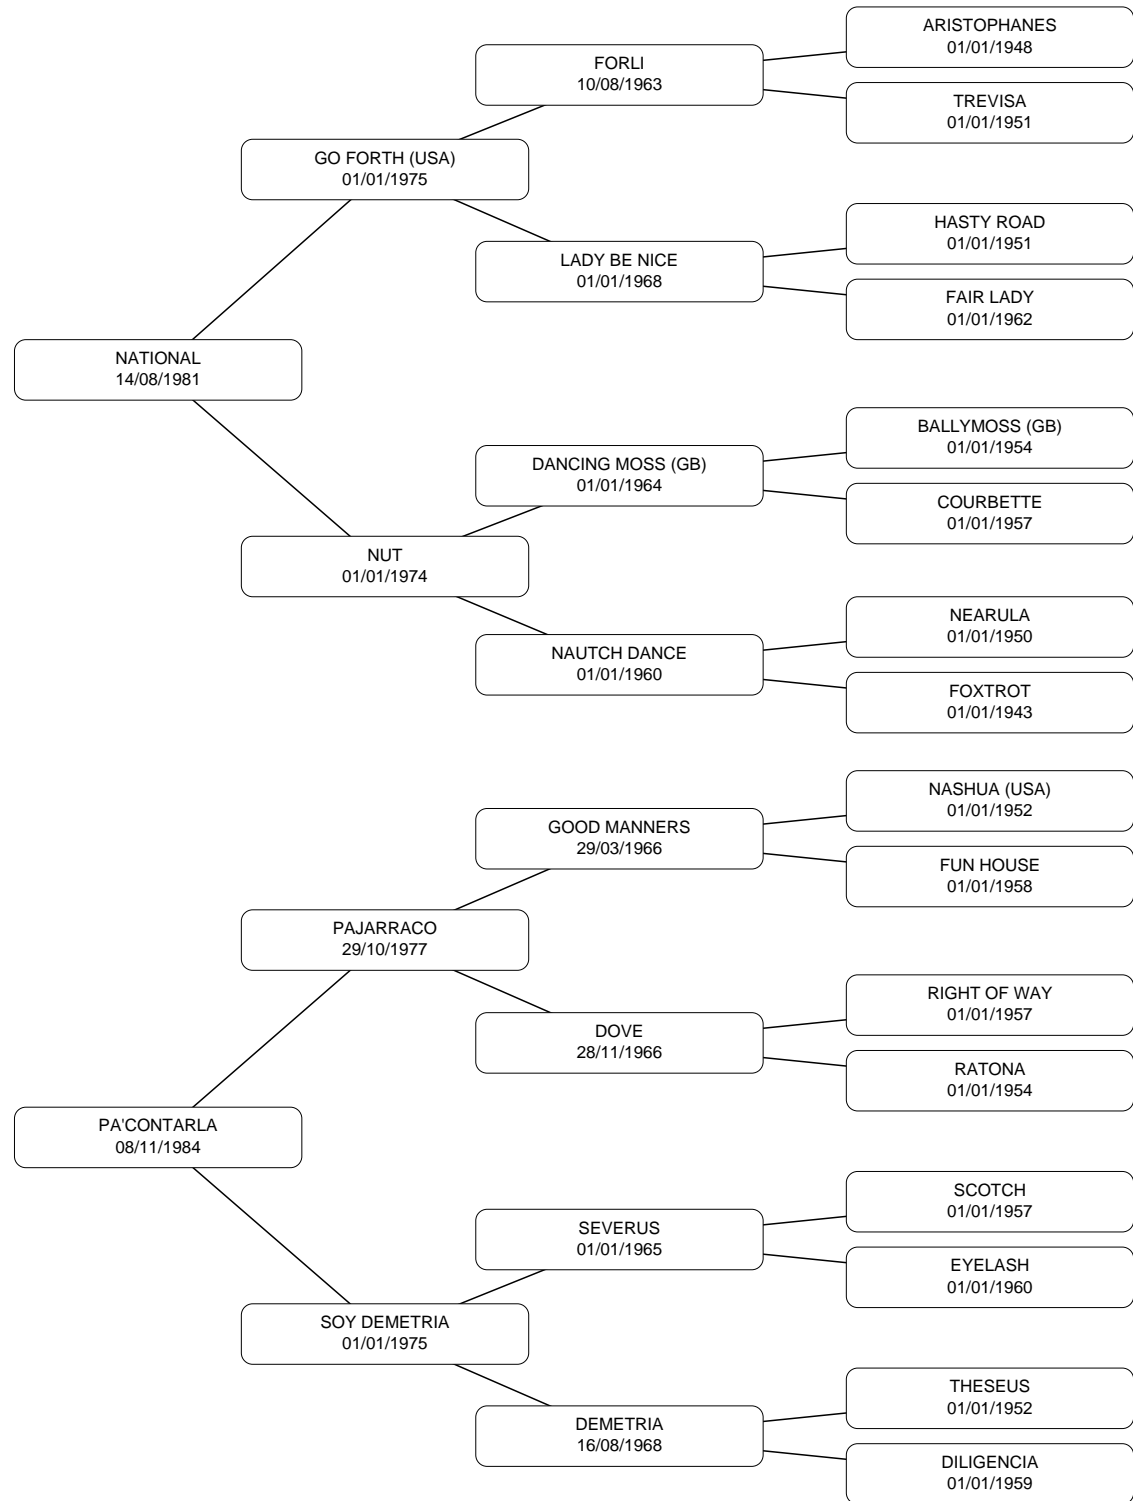 ARISTOPHANES
01/01/1948
FORLI
10/08/1963
TREVISA
01/01/1951
GO FORTH (USA)
01/01/1975
HASTY ROAD
01/01/1951
LADY BE NICE
01/01/1968
FAIR LADY
01/01/1962
NATIONAL
14/08/1981
BALLYMOSS (GB)
01/01/1954
DANCING MOSS (GB)
01/01/1964
COURBETTE
01/01/1957
NUT
01/01/1974
NEARULA
01/01/1950
NAUTCH DANCE
01/01/1960
FOXTROT
01/01/1943
NASHUA (USA)
01/01/1952
GOOD MANNERS
29/03/1966
FUN HOUSE
01/01/1958
PAJARRACO
29/10/1977
RIGHT OF WAY
01/01/1957
DOVE
28/11/1966
RATONA
01/01/1954
PA'CONTARLA
08/11/1984
SCOTCH
01/01/1957
SEVERUS
01/01/1965
EYELASH
01/01/1960
SOY DEMETRIA
01/01/1975
THESEUS
01/01/1952
DEMETRIA
16/08/1968
DILIGENCIA
01/01/1959